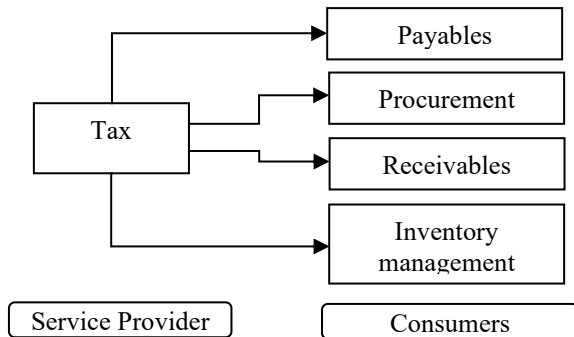 Payables
Procurement
Tax
Receivables
Inventory
management
Service Provider
Consumers